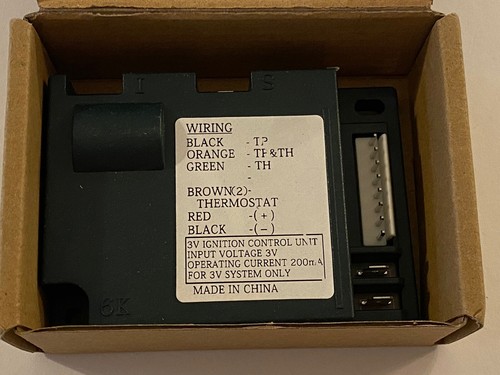 I S
WIRING
BLACK - TP
ORANGE - TP&TH
GREEN - TH
-
BROWN(2)-
THERMOSTAT
RED -(+)
BLACK -(-)
3V IGNITION CONTROL UNIT
INPUT VOLTAGE 3V
OPERATING CURRENT 200mA
FOR 3V SYSTEM ONLY
MADE IN CHINA
6K